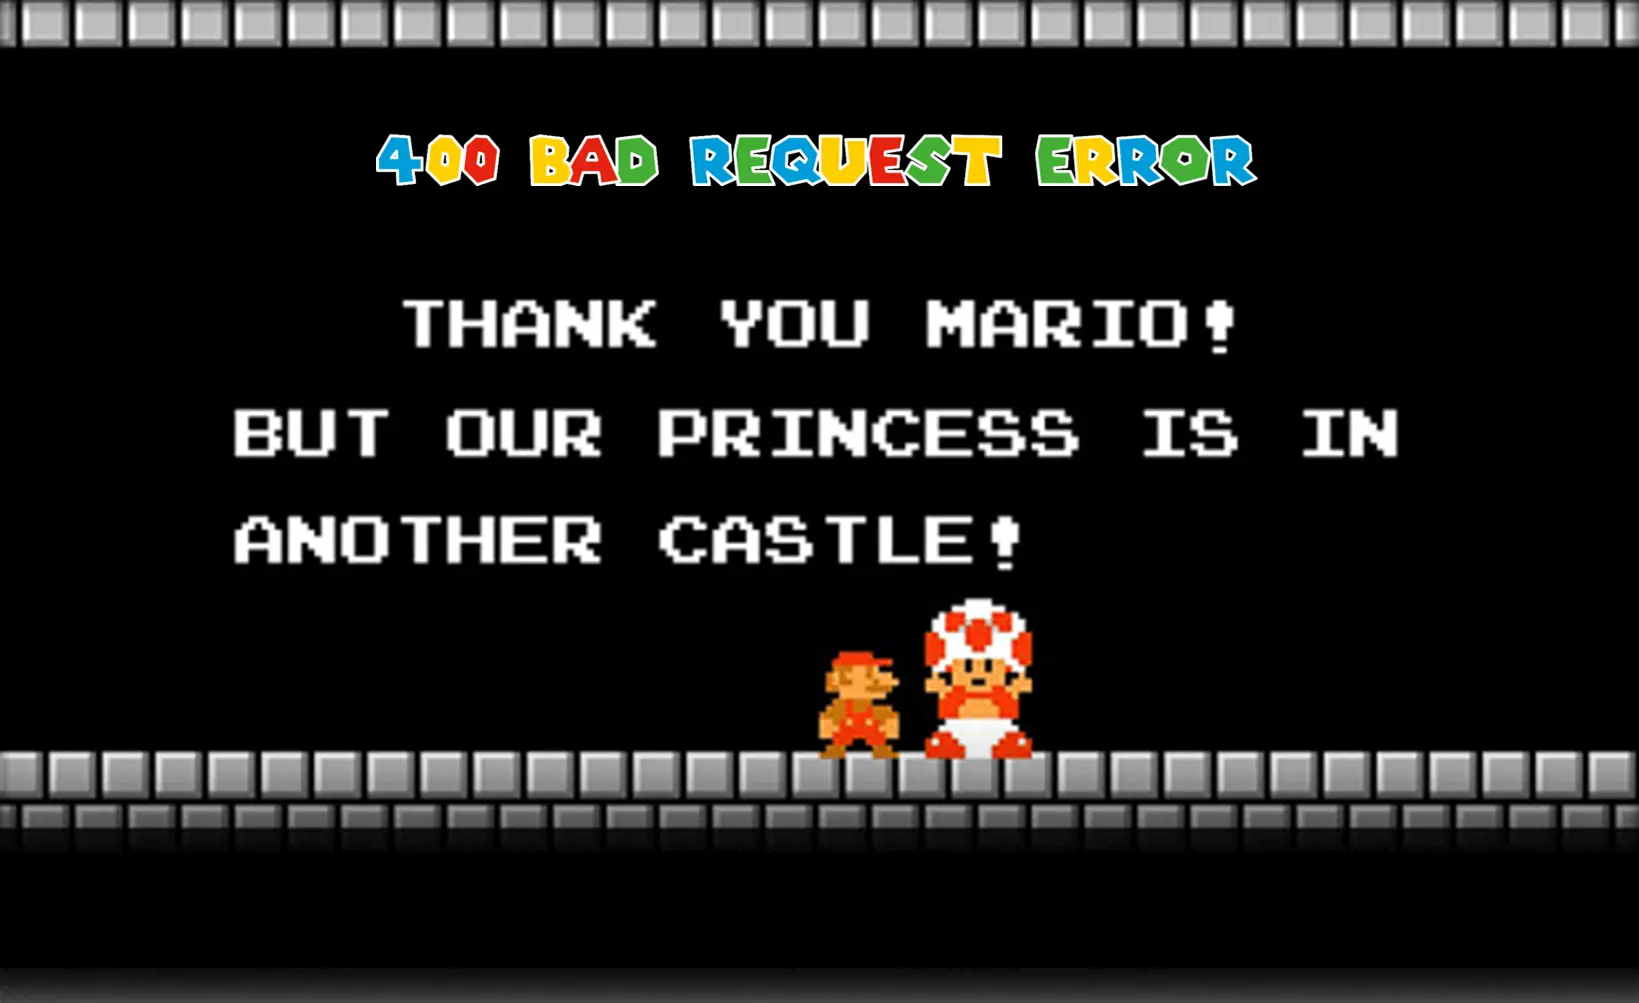 400 BAD REQUEST ERROR
THANK YOU MARIO!
BUT OUR PRINCESS IS IN
ANOTHER CASTLE!